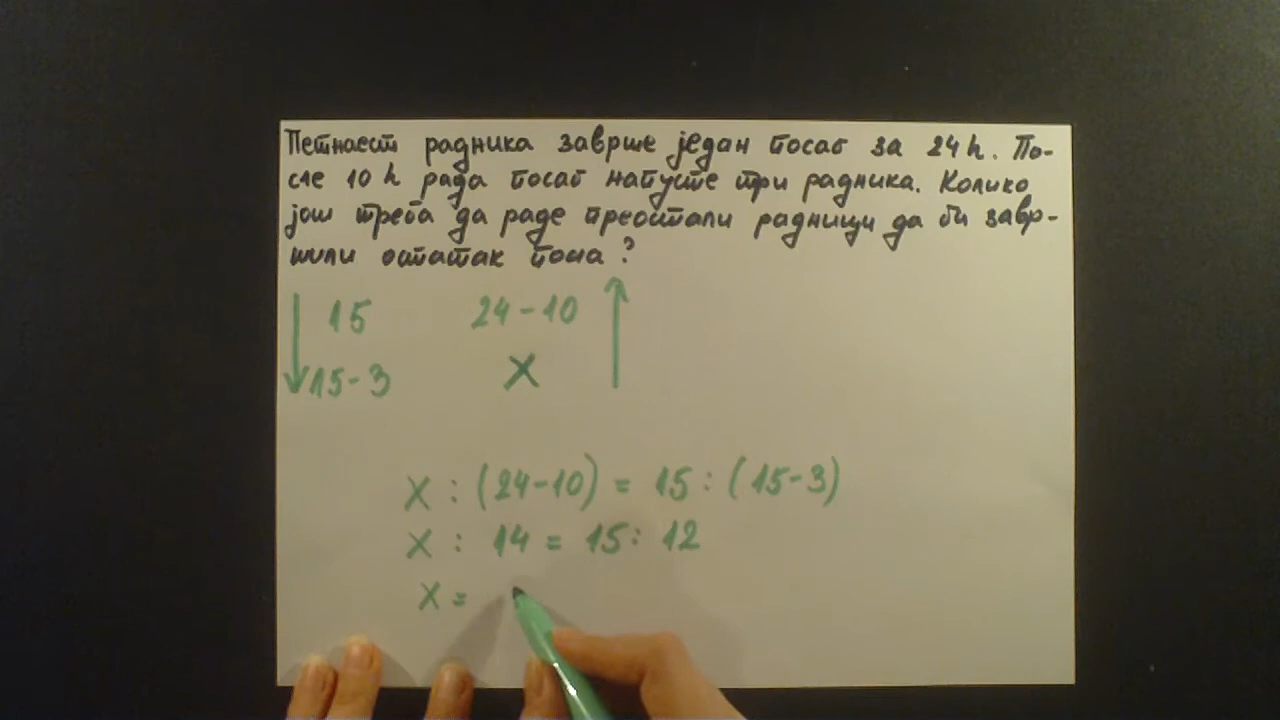 Петнаест радника заврше један посао за 24 h. По-
сле 10 h рада посао напусте три радника. Колико
још треба да раде преостали радници да би завр-
шили остатак посла?
15 24-10
15-3 X
X : (24-10) = 15 : (15-3)
X : 14 = 15 : 12
X =